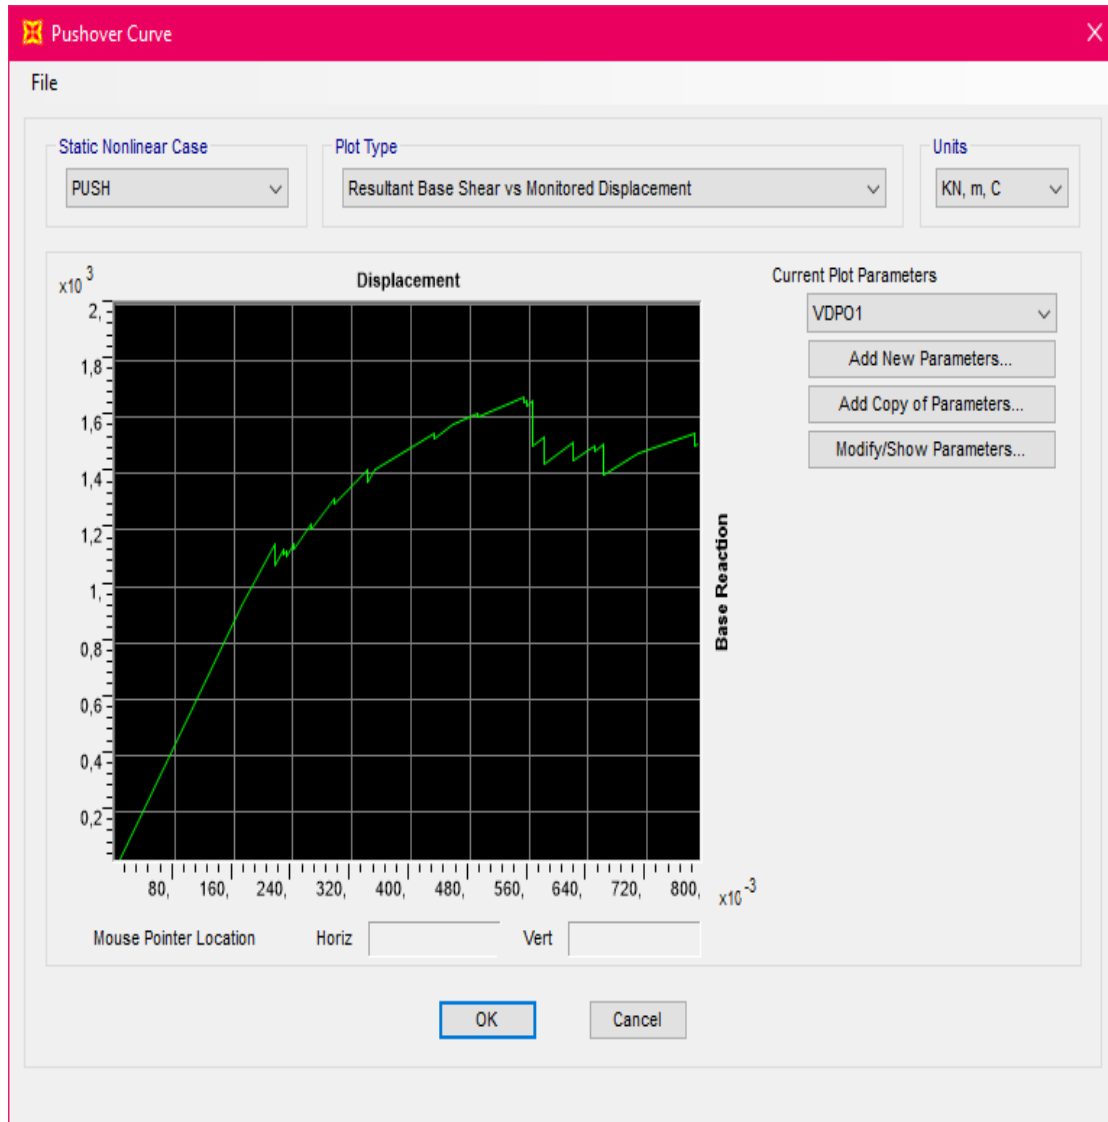 Pushover Curve
File
Static Nonlinear Case
Plot Type
Units
PUSH
Resultant Base Shear vs Monitored Displacement
KN, m, C
x10 3
Displacement
2,
1,8
1,6
1,4
1,2
1,
0,8
0,6
0,4
0,2
80, 160, 240, 320, 400, 480, 560, 640, 720, 800,
x10 -3
Base Reaction
Current Plot Parameters
VDPO1
Add New Parameters...
Add Copy of Parameters...
Modify/Show Parameters...
Mouse Pointer Location Horiz Vert
OK Cancel